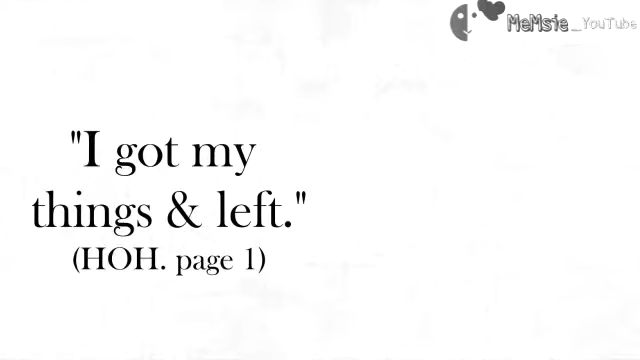 MeMsie_YouTube
"I got my
things & left."
(HOH. page 1)